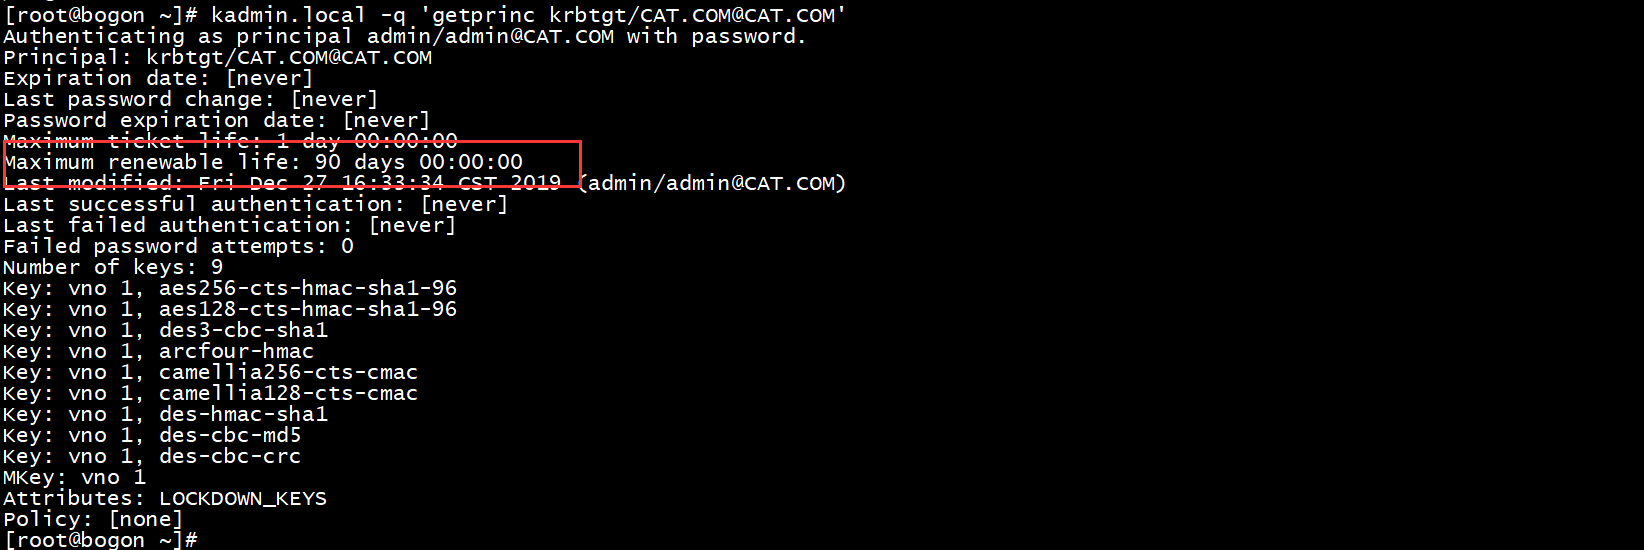 [root@bogon ~]# kadmin.local -q 'getprinc krbtgt/CAT.COM@CAT.COM'
Authenticating as principal admin/admin@CAT.COM with password.
Principal: krbtgt/CAT.COM@CAT.COM
Expiration date: [never]
Last password change: [never]
Password expiration date: [never]
Maximum ticket life: 1 day 00:00:00
Maximum renewable life: 90 days 00:00:00
Last modified: Fri Dec 27 16:33:34 CST 2019 (admin/admin@CAT.COM)
Last successful authentication: [never]
Last failed authentication: [never]
Failed password attempts: 0
Number of keys: 9
Key: vno 1, aes256-cts-hmac-sha1-96
Key: vno 1, aes128-cts-hmac-sha1-96
Key: vno 1, des3-cbc-sha1
Key: vno 1, arcfour-hmac
Key: vno 1, camellia256-cts-cmac
Key: vno 1, camellia128-cts-cmac
Key: vno 1, des-hmac-sha1
Key: vno 1, des-cbc-md5
Key: vno 1, des-cbc-crc
MKey: vno 1
Attributes: LOCKDOWN_KEYS
Policy: [none]
[root@bogon ~]#